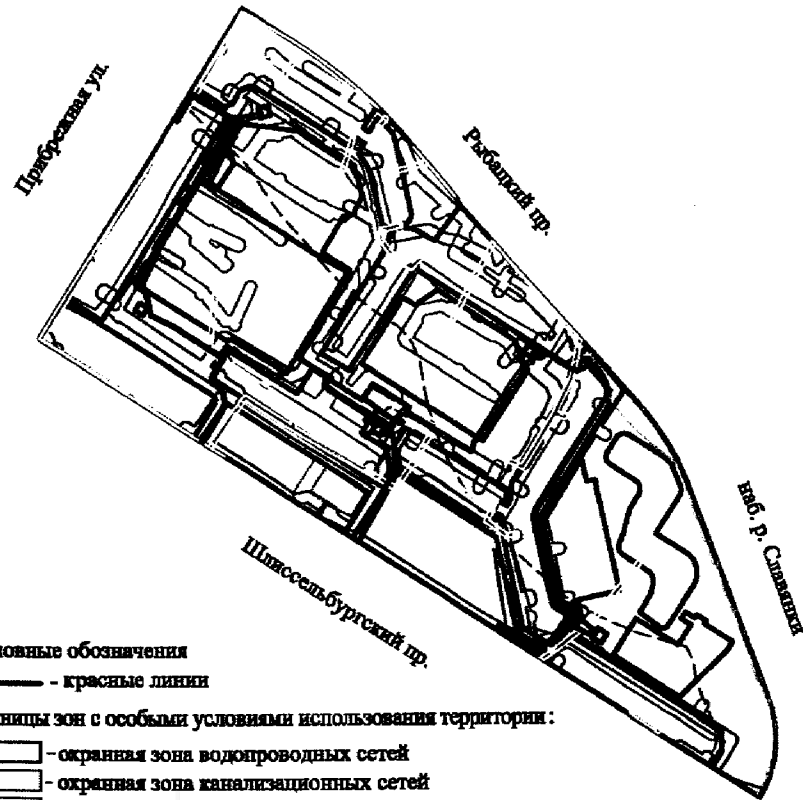 Прибрежная ул.
Рыбацкий пр.
наб. р. Славянки
Шлиссельбургский пр.
ловные обозначения
- красные линии
ницы зон с особыми условиями использования территории:
- охранная зона водопроводных сетей
- охранная зона канализационных сетей